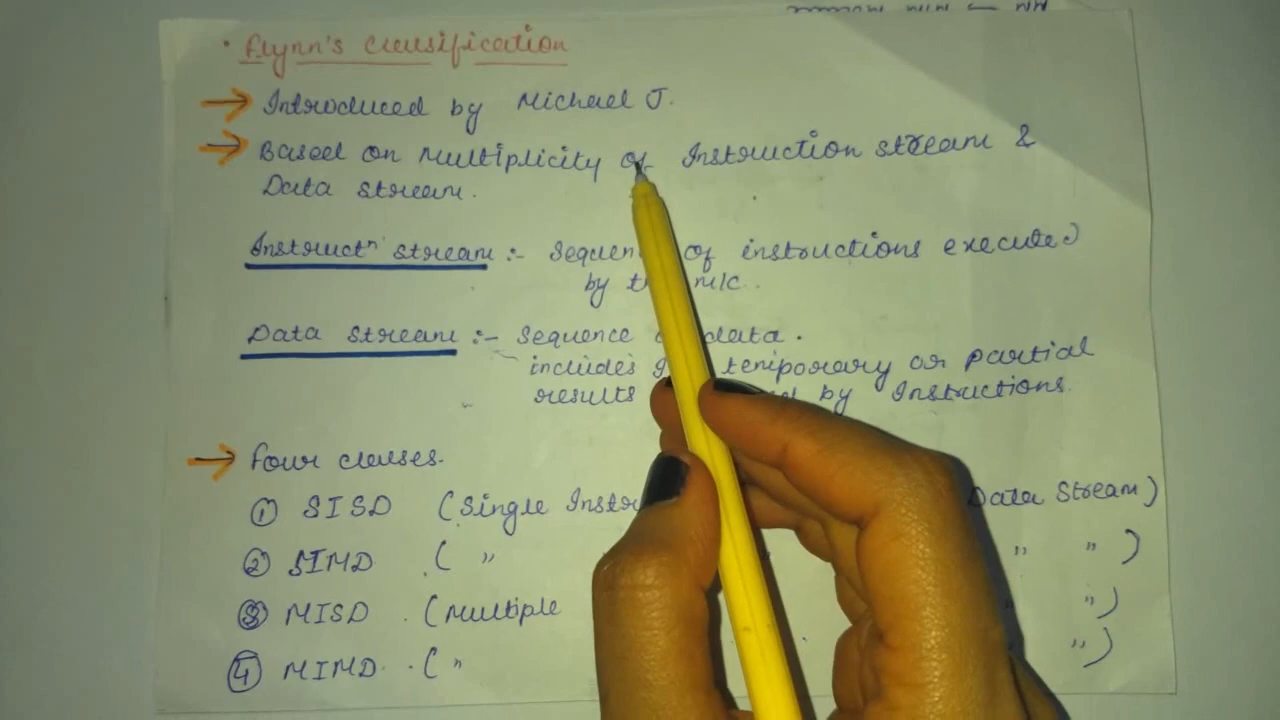 · Flynn's Classification
→ Introduced by Michael J.
→ Based on Multiplicity of Instruction stream &
Data stream.
Instructⁿ stream :- Sequen of instructions executed
by m/c.
Data Stream :- Sequence data.
includes temporary or partial
results by Instructions.
→ Four classes.
① SISD (Single Instr Data Stream)
② SIMD ( " " " )
③ MISD (Multiple " ")
④ MIMD ( " " )